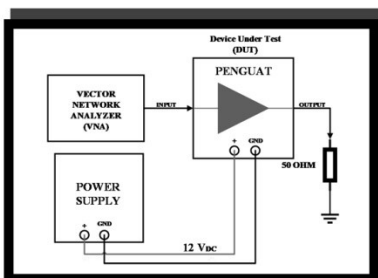 Device Under Test
(DUT)
PENGUAT
VECTOR
NETWORK
ANALYZER
(VNA)
INPUT
OUTPUT
+
GND
50 OHM
POWER
SUPPLY
+
GND
12 VDC